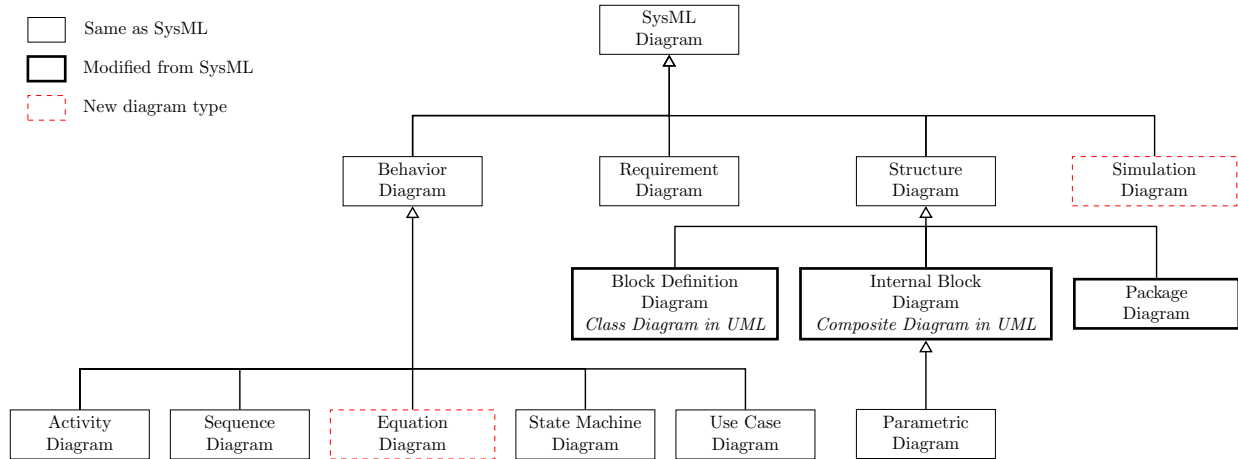 Same as SysML
Modified from SysML
New diagram type
SysML
Diagram
Behavior
Diagram
Requirement
Diagram
Structure
Diagram
Simulation
Diagram
Block Definition
Diagram
Class Diagram in UML
Internal Block
Diagram
Composite Diagram in UML
Package
Diagram
Activity
Diagram
Sequence
Diagram
Equation
Diagram
State Machine
Diagram
Use Case
Diagram
Parametric
Diagram